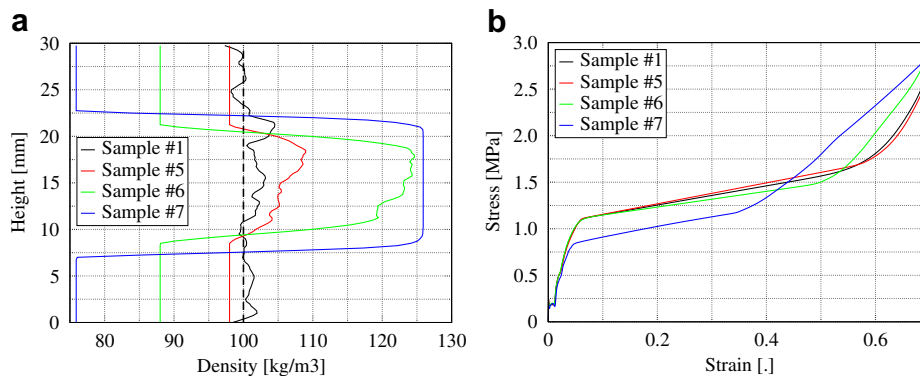 a
30
25
20
15
10
5
0
Height [mm]
Sample #1
Sample #5
Sample #6
Sample #7
80
90
100
110
120
130
Density [kg/m3]
b
3.0
2.5
2.0
1.5
1.0
0.5
0.0
Stress [MPa]
Sample #1
Sample #5
Sample #6
Sample #7
0
0.2
0.4
0.6
Strain [.]